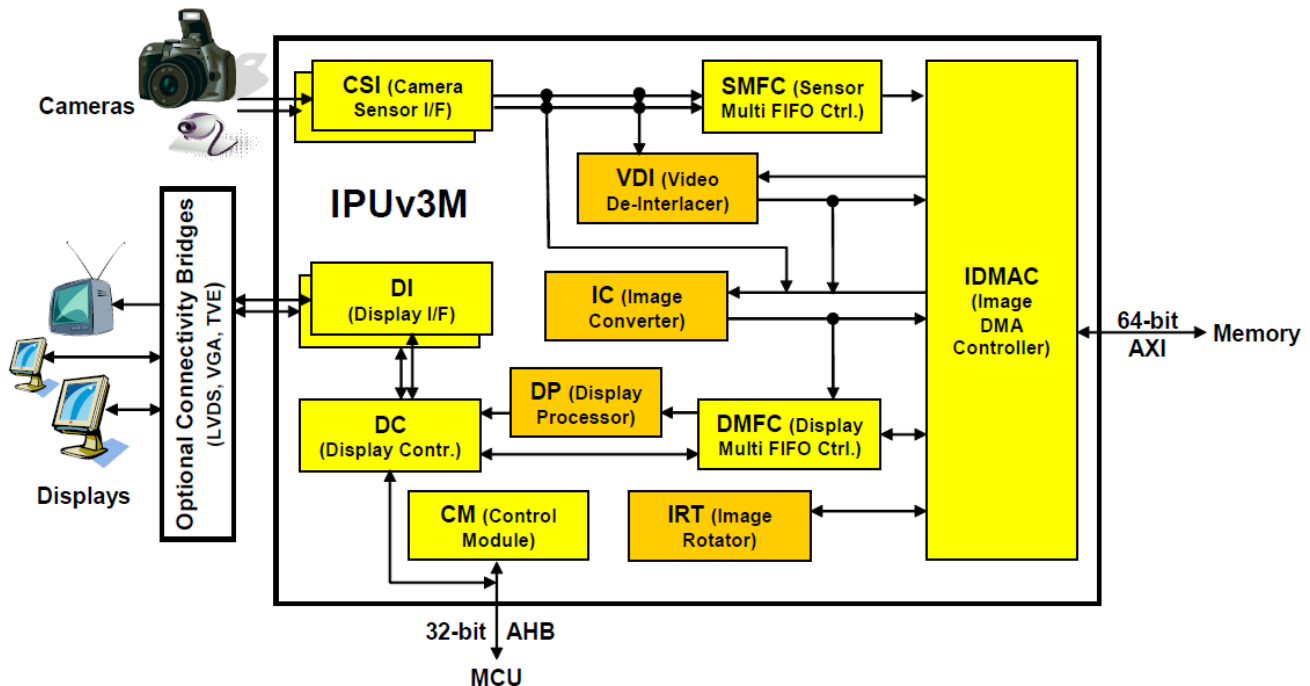 Cameras
CSI (Camera
Sensor I/F)
SMFC (Sensor
Multi FIFO Ctrl.)
VDI (Video
De-Interlacer)
IPUv3M
Optional Connectivity Bridges
(LVDS, VGA, TVE)
DI
(Display I/F)
IC (Image
Converter)
IDMAC
(Image
DMA
Controller)
64-bit
AXI
Memory
DP (Display
Processor)
DC
(Display Contr.)
DMFC (Display
Multi FIFO Ctrl.)
Displays
CM (Control
Module)
IRT (Image
Rotator)
32-bit AHB
MCU